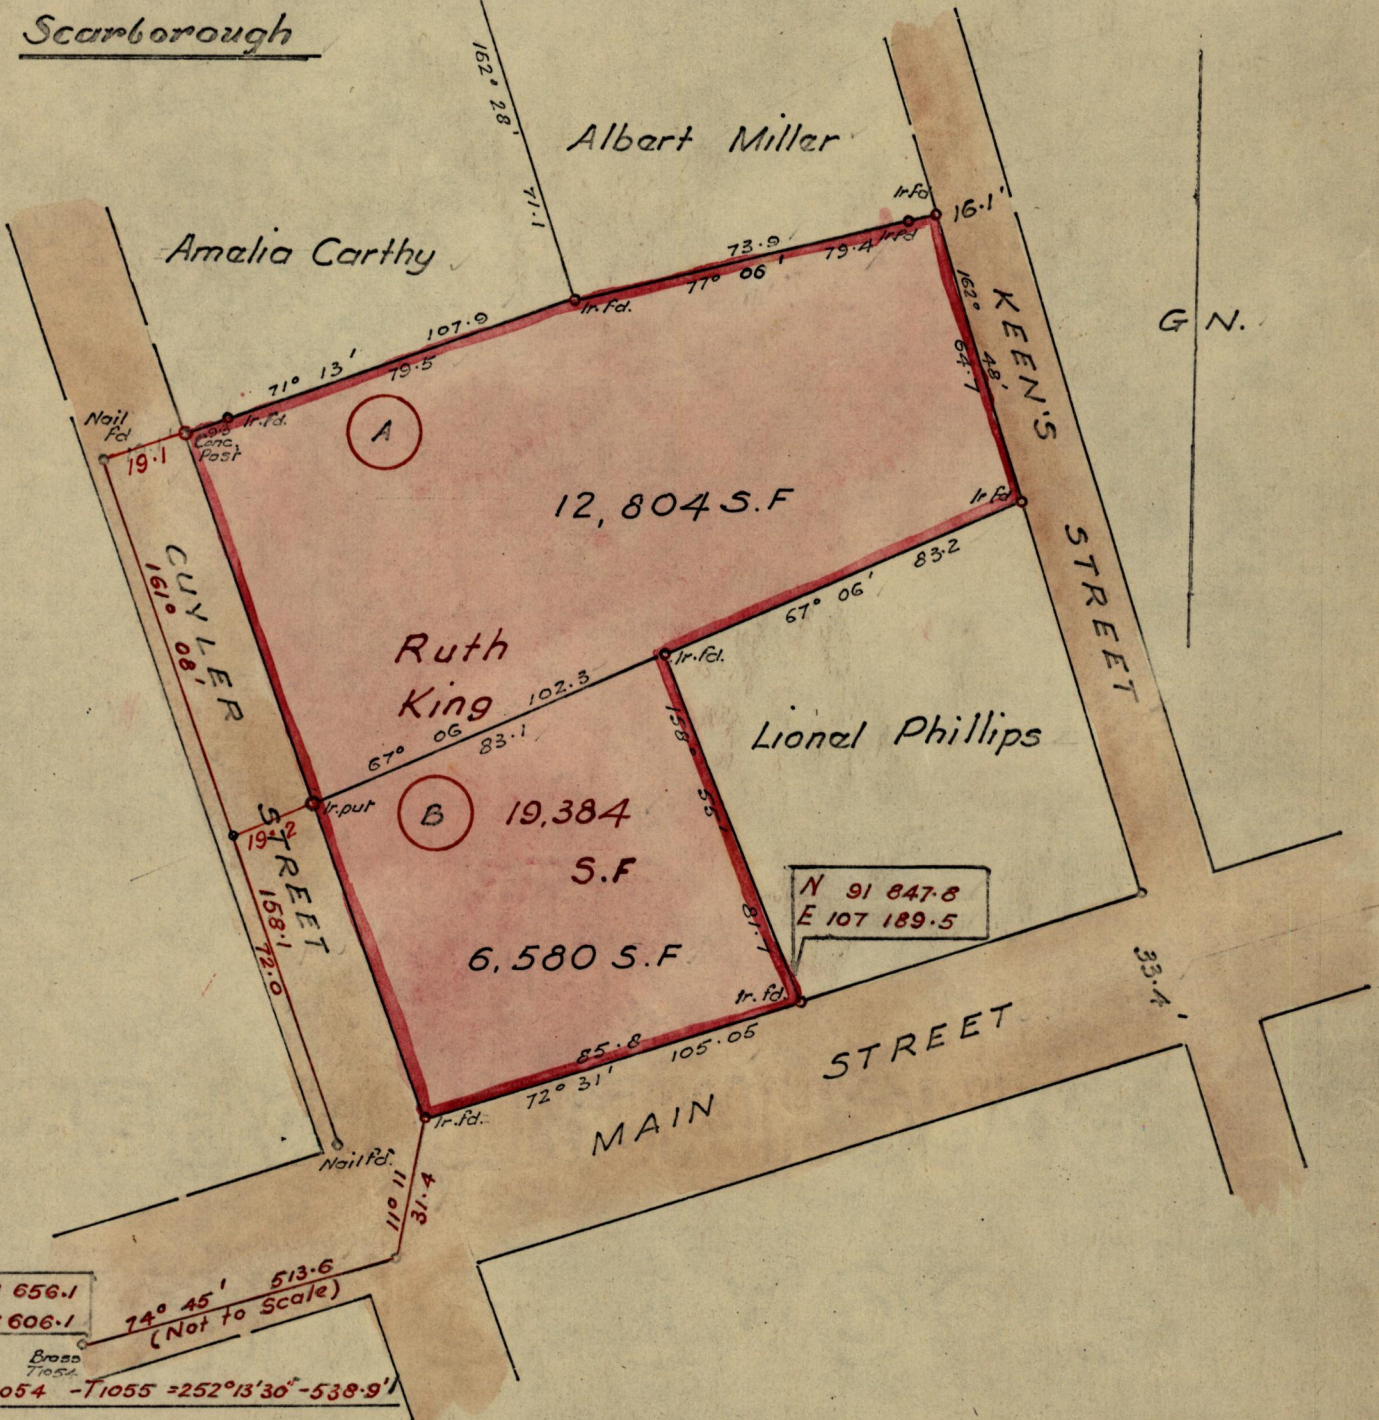 Scarborough
162° 28'
71.1
Albert Miller
Amelia Carthy
Ir.fd
16.1'
Ir.fd
73.9
79.4
77° 06'
Ir.fd.
107.9
71° 13'
79.5
Ir.fd.
Conc.
Post
Nail
fd
19.1
A
12,804 S.F
162° 48'
64.7
KEEN'S
STREET
G N.
Ir.fd
83.2
67° 06'
CUYLER
STREET
161° 08'
Ruth
King
102.3
67° 06
83.1
Ir.fd.
Lionel Phillips
158° 55'
81.7
Ir.put
19.2
B
19,384
S.F
6,580 S.F
158.1
72.0
N 91 847.8
E 107 189.5
Ir.fd.
85.8
105.05
72° 31'
MAIN STREET
33.4'
Ir.fd.
Nail fd.
11° 11
31.4
74° 45' 513.6
(Not to Scale)
656.1
606.1
Brass
T1054
054 -T1055 =252°13'30"-538.9'